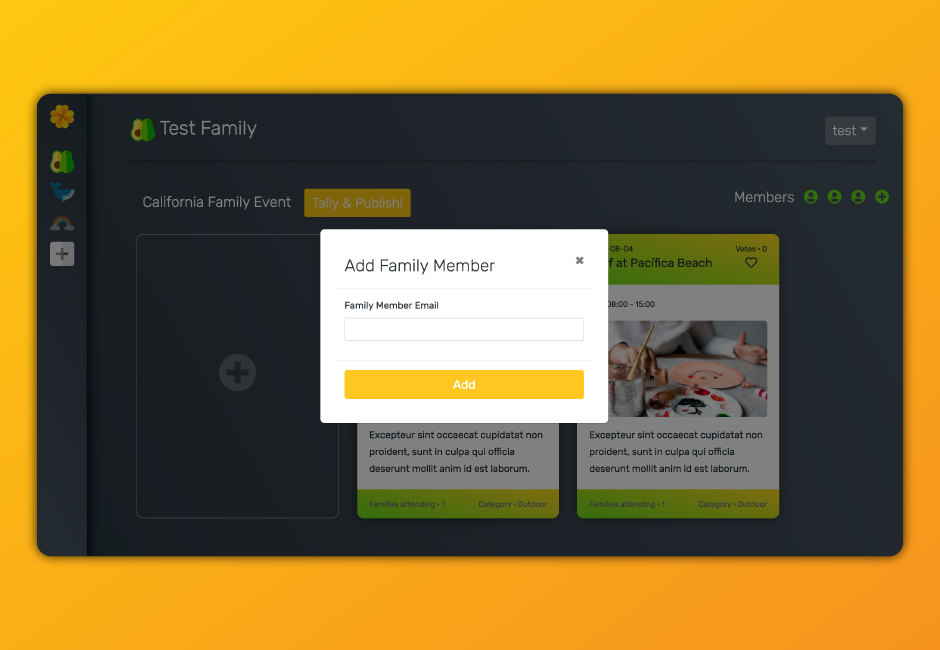 Test Family
test
California Family Event
Tally & Publish!
Members
Add Family Member
Family Member Email
Add
-08-04
Votes • 0
f at Pacífica Beach
08:00 - 15:00
Excepteur sint occaecat cupidatat non
proident, sunt in culpa qui officia
deserunt mollit anim id est laborum.
Families attending • 1
Category • Outdoor
Excepteur sint occaecat cupidatat non
proident, sunt in culpa qui officia
deserunt mollit anim id est laborum.
Families attending • 1
Category • Outdoor